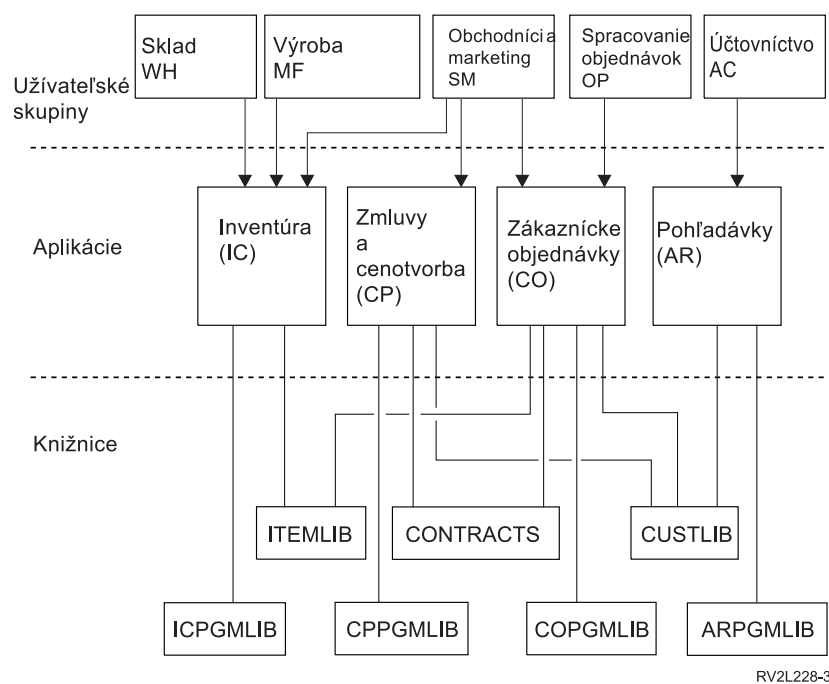 Sklad
WH
Výroba
MF
Obchodníci a
marketing
SM
Spracovanie
objednávok
OP
Účtovníctvo
AC
Užívateľské
skupiny
Aplikácie
Inventúra
(IC)
Zmluvy
a
cenotvorba
(CP)
Zákaznícke
objednávky
(CO)
Pohľadávky
(AR)
Knižnice
ITEMLIB
CONTRACTS
CUSTLIB
ICPGMLIB
CPPGMLIB
COPGMLIB
ARPGMLIB
RV2L228-3